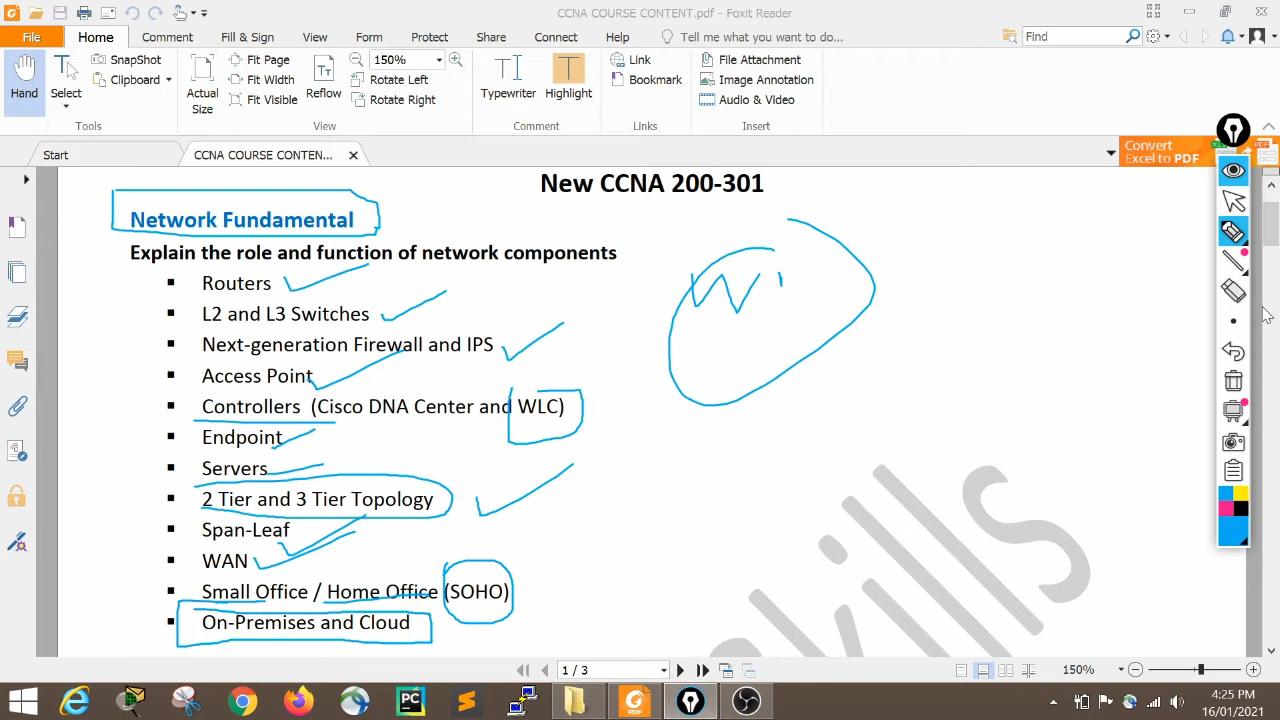 CCNA COURSE CONTENT.pdf - Foxit Reader
File Home Comment Fill & Sign View Form Protect Share Connect Help Tell me what you want to do... Find
Hand Select SnapShot Clipboard Actual Size Fit Page Fit Width Fit Visible Reflow 150% Rotate Left Rotate Right Typewriter Highlight Link Bookmark File Attachment Image Annotation Audio & Video
Tools View Comment Links Insert
Start CCNA COURSE CONTEN... Convert Excel to PDF
New CCNA 200-301
Network Fundamental
Explain the role and function of network components
▪ Routers
▪ L2 and L3 Switches
▪ Next-generation Firewall and IPS
▪ Access Point
▪ Controllers (Cisco DNA Center and WLC)
▪ Endpoint
▪ Servers
▪ 2 Tier and 3 Tier Topology
▪ Span-Leaf
▪ WAN
▪ Small Office / Home Office (SOHO)
▪ On-Premises and Cloud
W
kills
1 / 3 150%
PC
4:25 PM
16/01/2021